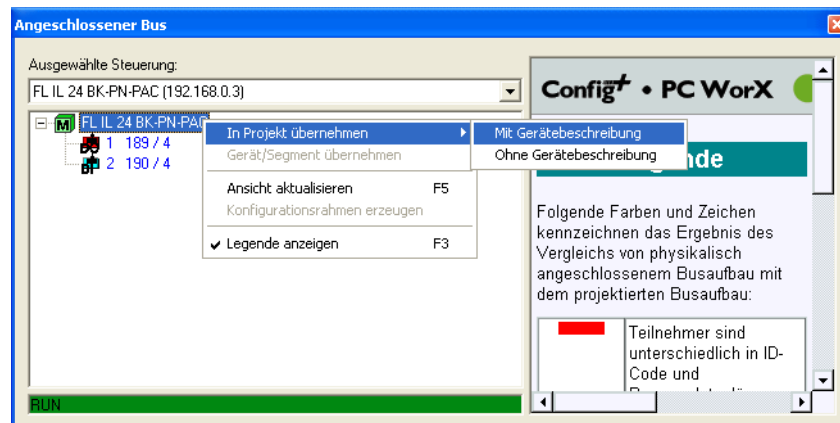 Angeschlossener Bus
Ausgewählte Steuerung:
FL IL 24 BK-PN-PAC (192.168.0.3)
FL IL 24 BK-PN-PAC
1 189 / 4
2 190 / 4
In Projekt übernehmen
Gerät/Segment übernehmen
Ansicht aktualisieren F5
Konfigurationsrahmen erzeugen
Legende anzeigen F3
Mit Gerätebeschreibung
Ohne Gerätebeschreibung
RUN
Config+ • PC WorX
nde
Folgende Farben und Zeichen
kennzeichnen das Ergebnis des
Vergleichs von physikalisch
angeschlossenem Busaufbau mit
dem projektierten Busaufbau:
Teilnehmer sind
unterschiedlich in ID-
Code und